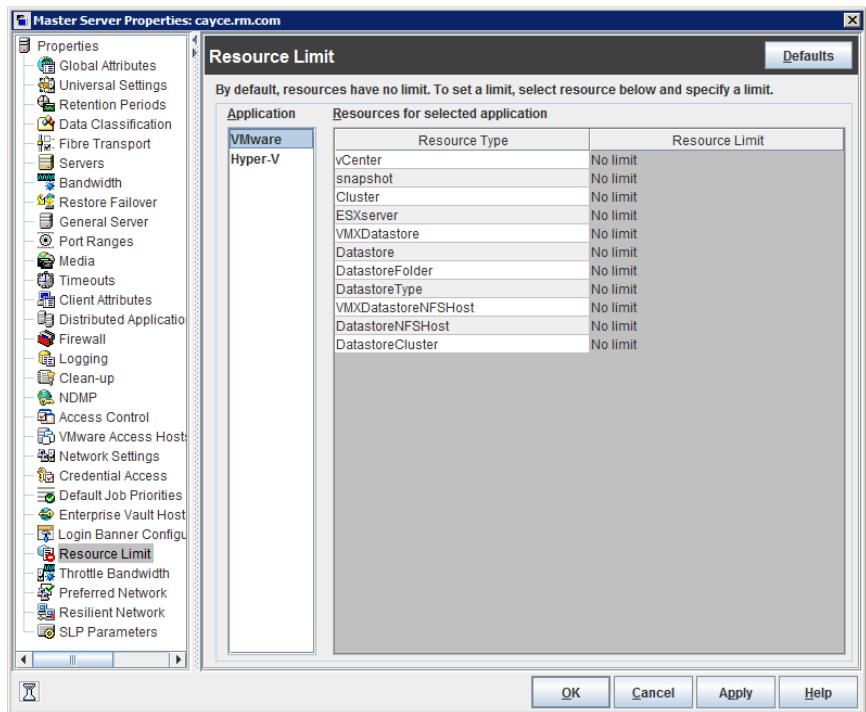 Master Server Properties: cayce.rm.com
Properties
Global Attributes
Universal Settings
Retention Periods
Data Classification
Fibre Transport
Servers
Bandwidth
Restore Failover
General Server
Port Ranges
Media
Timeouts
Client Attributes
Distributed Applicatio
Firewall
Logging
Clean-up
NDMP
Access Control
VMware Access Hosts
Network Settings
Credential Access
Default Job Priorities
Enterprise Vault Host
Login Banner Configu
Resource Limit
Throttle Bandwidth
Preferred Network
Resilient Network
SLP Parameters
Resource Limit
Defaults
By default, resources have no limit. To set a limit, select resource below and specify a limit.
Application
VMware
Hyper-V
Resources for selected application
Resource Type Resource Limit
vCenter No limit
snapshot No limit
Cluster No limit
ESXserver No limit
VMXDatastore No limit
Datastore No limit
DatastoreFolder No limit
DatastoreType No limit
VMXDatastoreNFSHost No limit
DatastoreNFSHost No limit
DatastoreCluster No limit
OK Cancel Apply Help